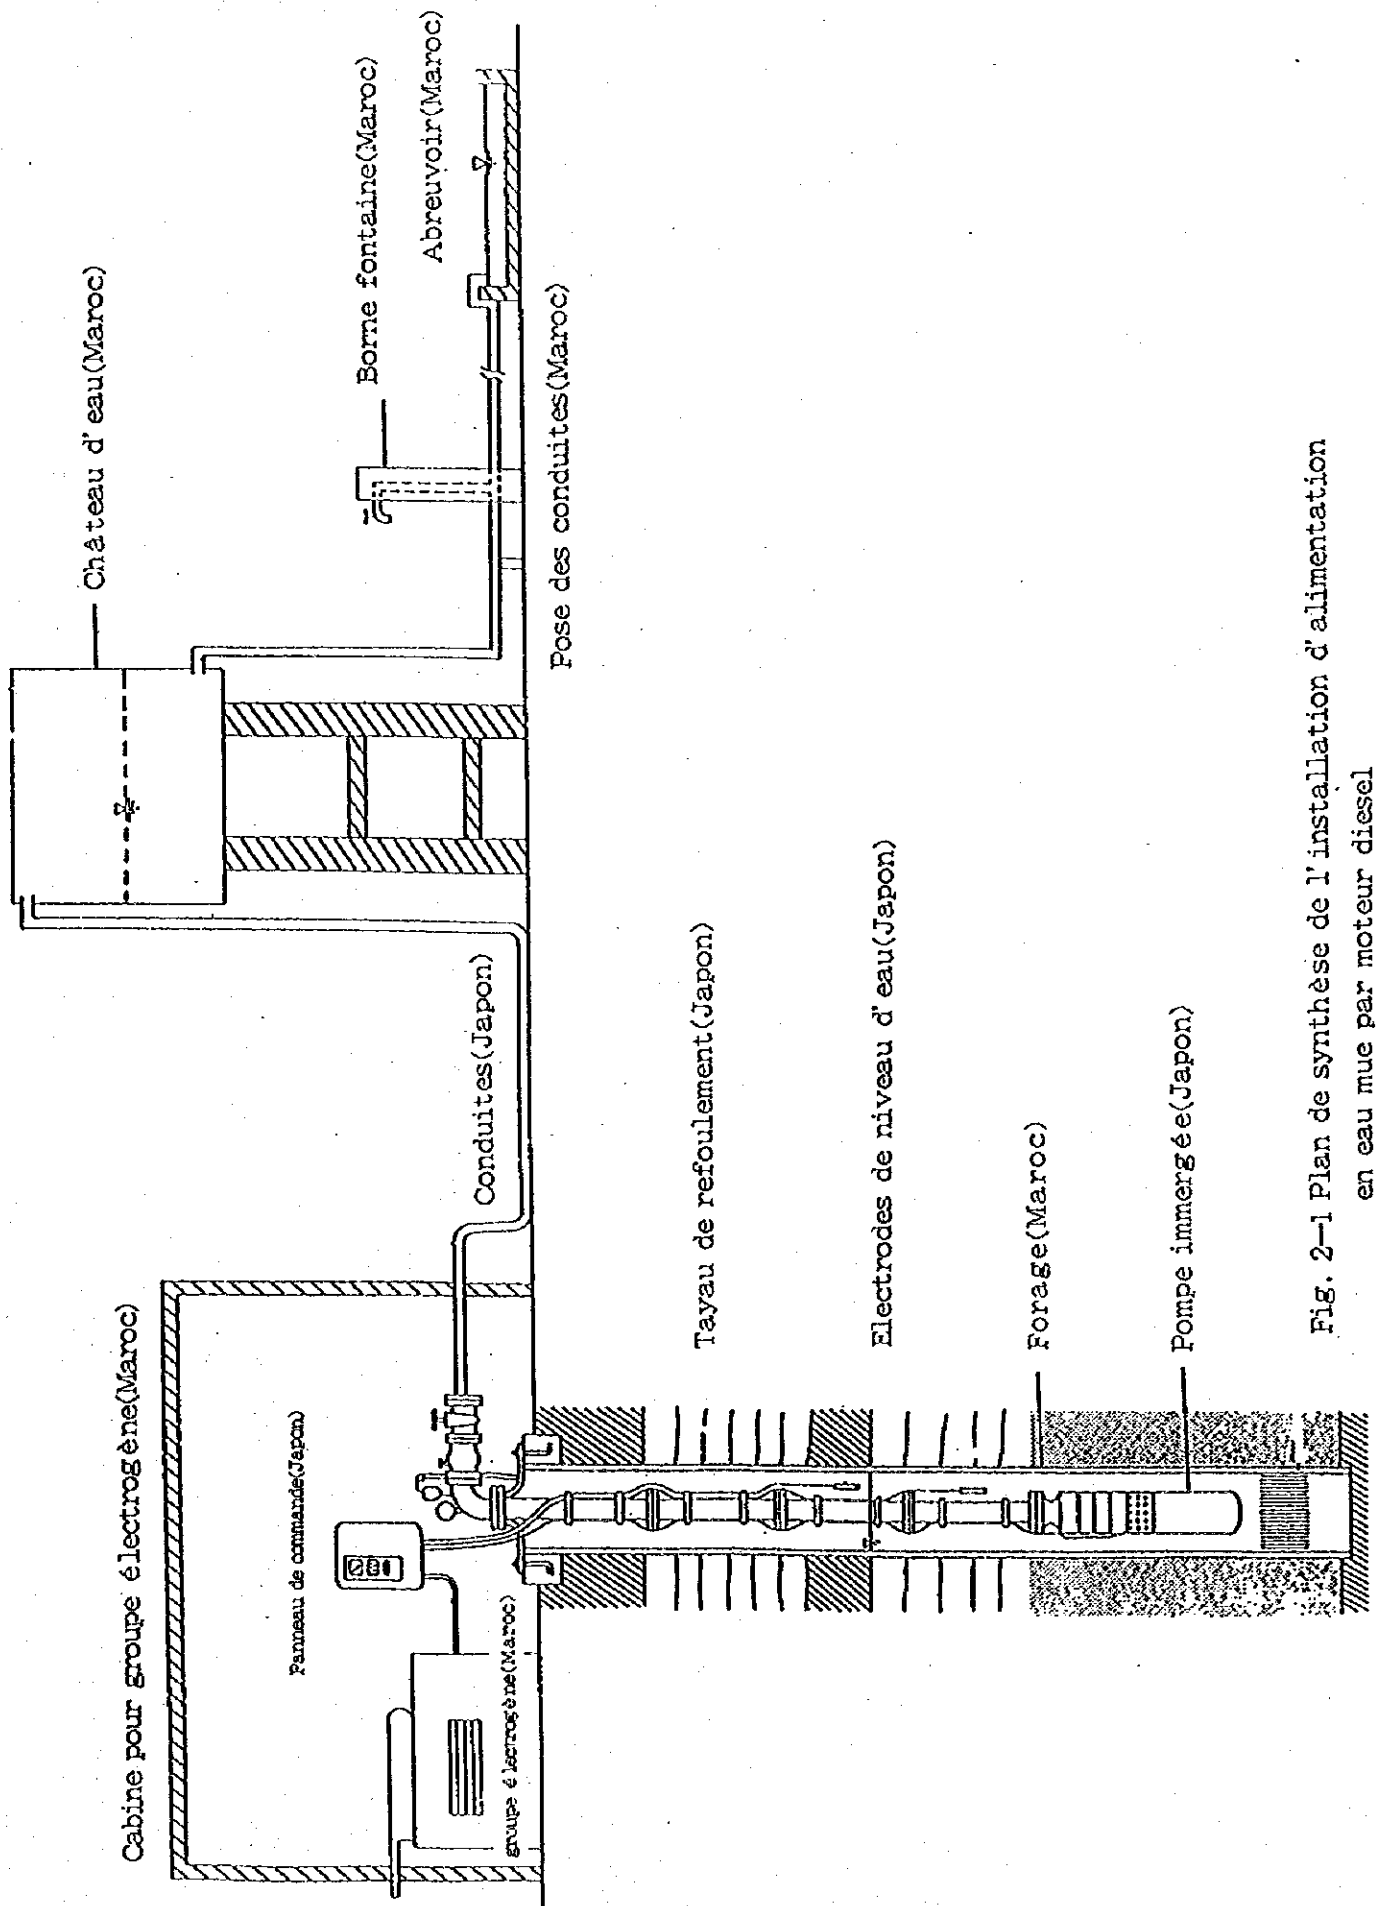 Cabine pour groupe électrogène(Maroc)
Panneau de commande(Japon)
groupe électrogène(Maroc)
Conduites(Japon)
Château d'eau(Maroc)
Borne fontaine(Maroc)
Abreuvoir(Maroc)
Pose des conduites(Maroc)
Tayau de refoulement(Japon)
Electrodes de niveau d'eau(Japon)
Forage(Maroc)
Pompe immergée(Japon)
Fig. 2-1 Plan de synthèse de l'installation d'alimentation
en eau mue par moteur diesel